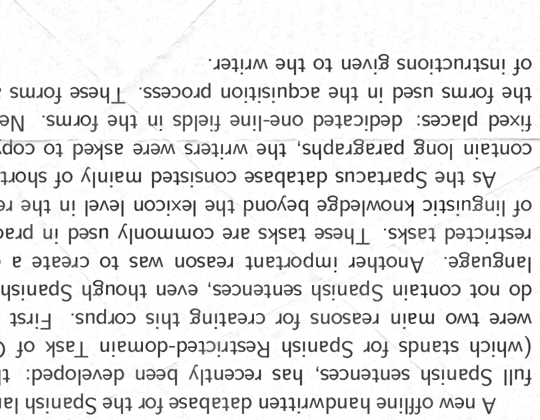 A new offline handwritten database for the Spanish lan
full Spanish sentences, has recently been developed: th
(which stands for Spanish Restricted-domain Task of C
were two main reasons for creating this corpus. First
do not contain Spanish sentences, even though Spanish
language. Another important reason was to create a
restricted tasks. These tasks are commonly used in prac
of linguistic knowledge beyond the lexicon level in the re
As the Spartacus database consisted mainly of short
contain long paragraphs, the writers were asked to copy
fixed places: dedicated one-line fields in the forms. Ne
the forms used in the acquisition process. These forms a
of instructions given to the writer.